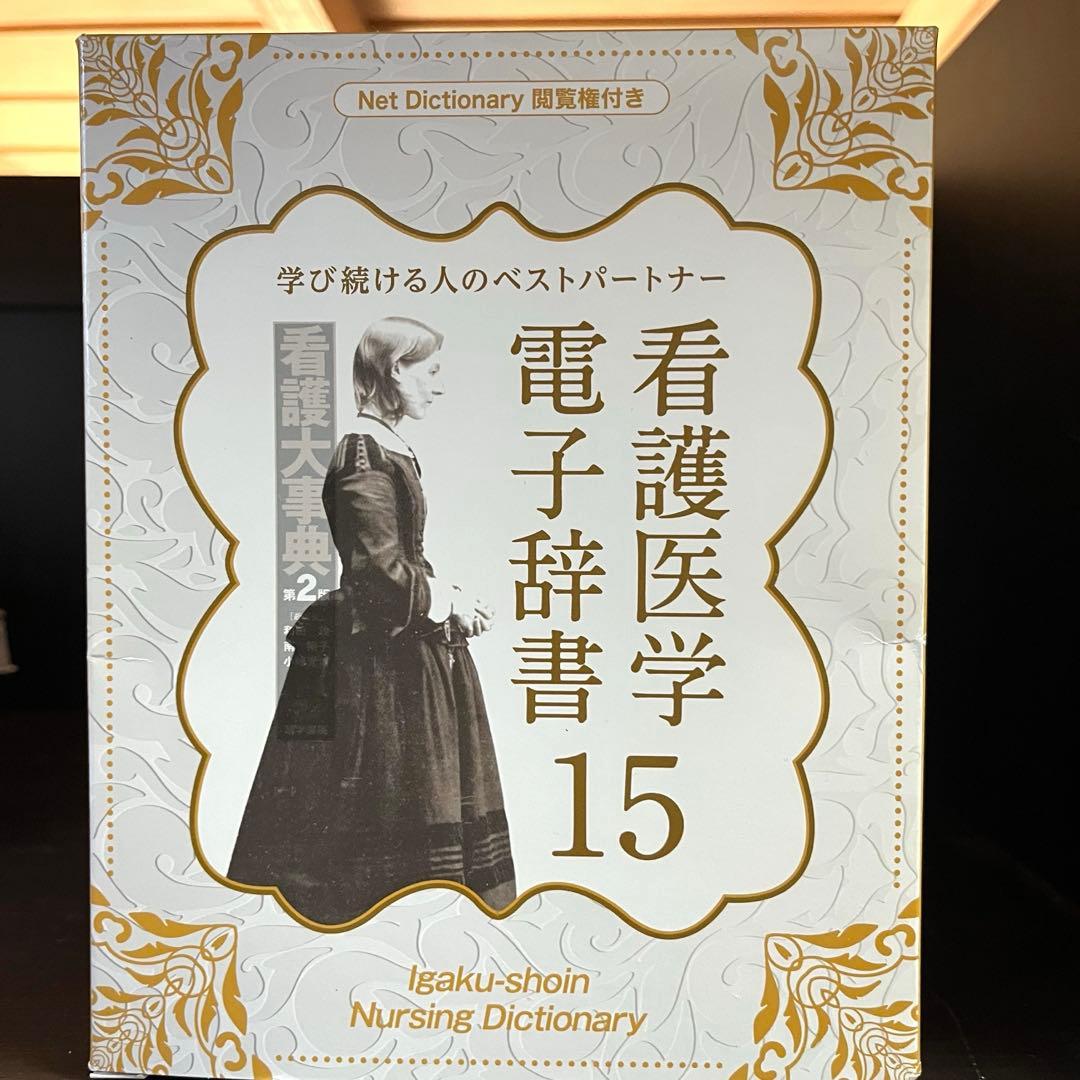 Net Dictionary 閲覧権付き
学び続ける人のベストパートナー
看護医学
電子辞書
15
看護大事典
第2版
Igaku-shoin
Nursing Dictionary